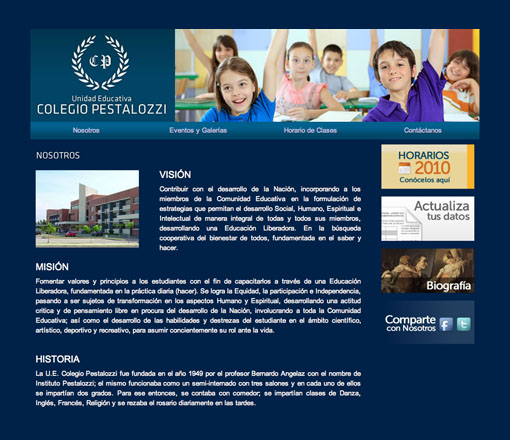 CP
Unidad Educativa
COLEGIO PESTALOZZI
Nosotros
Eventos y Galerías
Horario de Clases
Contáctanos
NOSOTROS
VISIÓN
Contribuir con el desarrollo de la Nación, incorporando a los
miembros de la Comunidad Educativa en la formulación de
estrategias que permitan el desarrollo Social, Humano, Espiritual e
Intelectual de manera integral de todas y todos sus miembros,
desarrollando una Educación Liberadora. En la búsqueda
cooperativa del bienestar de todos, fundamentada en el saber y
hacer.
MISIÓN
Fomentar valores y principios a los estudiantes con el fin de capacitarlos a través de una Educación
Liberadora, fundamentada en la práctica diaria (hacer). Se logra la Equidad, la participación e Independencia,
pasando a ser sujetos de transformación en los aspectos Humano y Espiritual, desarrollando una actitud
critica y de pensamiento libre en procura del desarrollo de la Nación, involucrando a toda la Comunidad
Educativa; así como el desarrollo de las habilidades y destrezas del estudiante en el ámbito científico,
artístico, deportivo y recreativo, para asumir concientemente su rol ante la vida.
HISTORIA
La U.E. Colegio Pestalozzi fue fundada en el año 1949 por el profesor Bernardo Angelaz con el nombre de
Instituto Pestalozzi; el mismo funcionaba como un semi-internado con tres salones y en cada uno de ellos
se impartían dos grados. Para ese entonces, se contaba con comedor; se impartían clases de Danza,
Inglés, Francés, Religión y se rezaba el rosario diariamente en las tardes.
HORARIOS
2010
Conócelos aquí
Actualiza
tus datos
Biografía
Comparte
con Nosotros